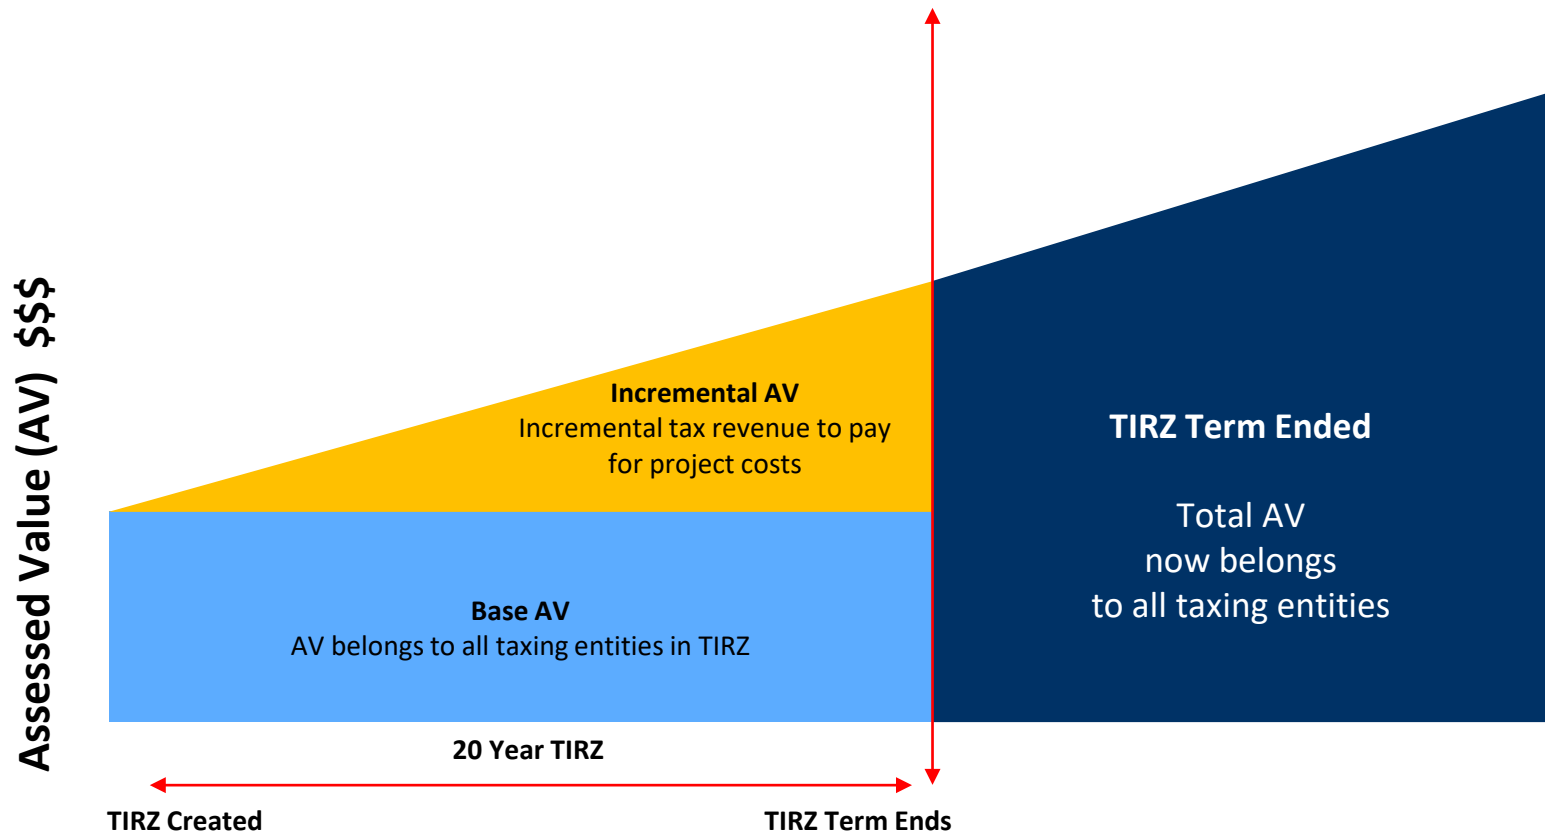 Assessed Value (AV)  $$$
Incremental AV
Incremental tax revenue to pay
for project costs
Base AV
AV belongs to all taxing entities in TIRZ
TIRZ Term Ended
Total AV
now belongs
to all taxing entities
20 Year TIRZ
TIRZ Created
TIRZ Term Ends